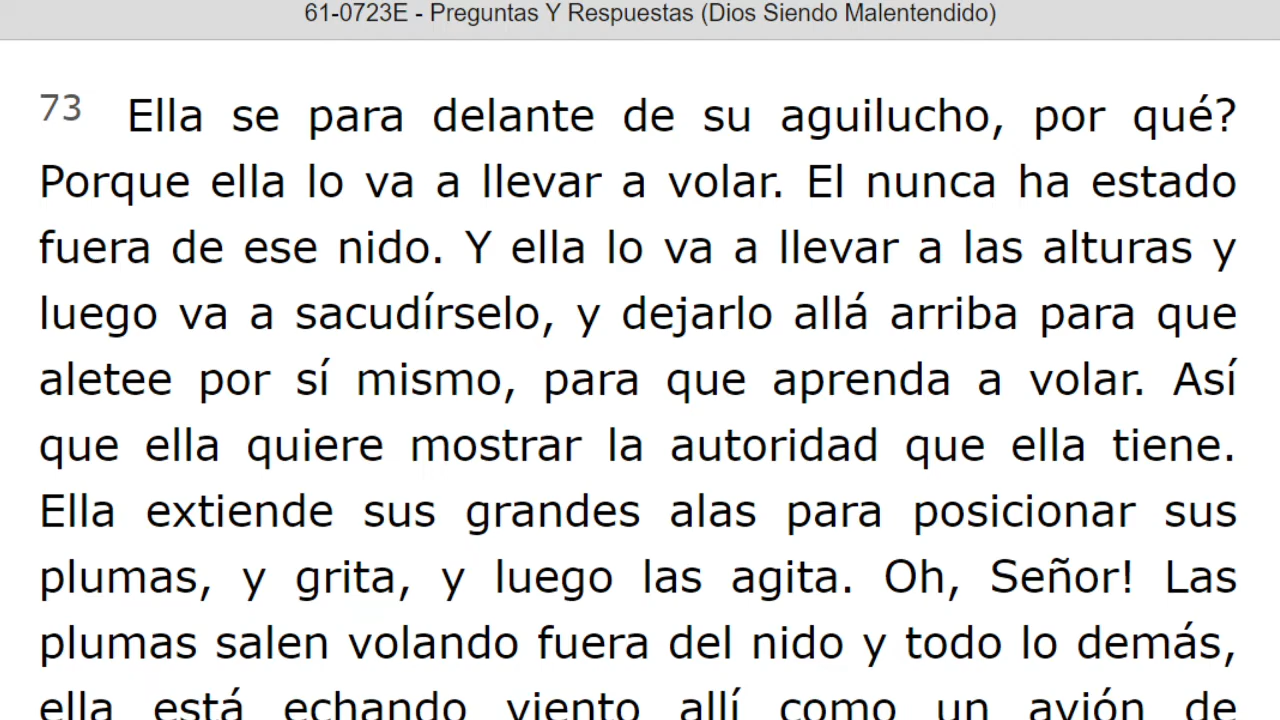 61-0723E - Preguntas Y Respuestas (Dios Siendo Malentendido)
73 Ella se para delante de su aguilucho, por qué?
Porque ella lo va a llevar a volar. El nunca ha estado
fuera de ese nido. Y ella lo va a llevar a las alturas y
luego va a sacudírselo, y dejarlo allá arriba para que
aletee por sí mismo, para que aprenda a volar. Así
que ella quiere mostrar la autoridad que ella tiene.
Ella extiende sus grandes alas para posicionar sus
plumas, y grita, y luego las agita. Oh, Señor! Las
plumas salen volando fuera del nido y todo lo demás,
ella está echando viento allí como un avión de